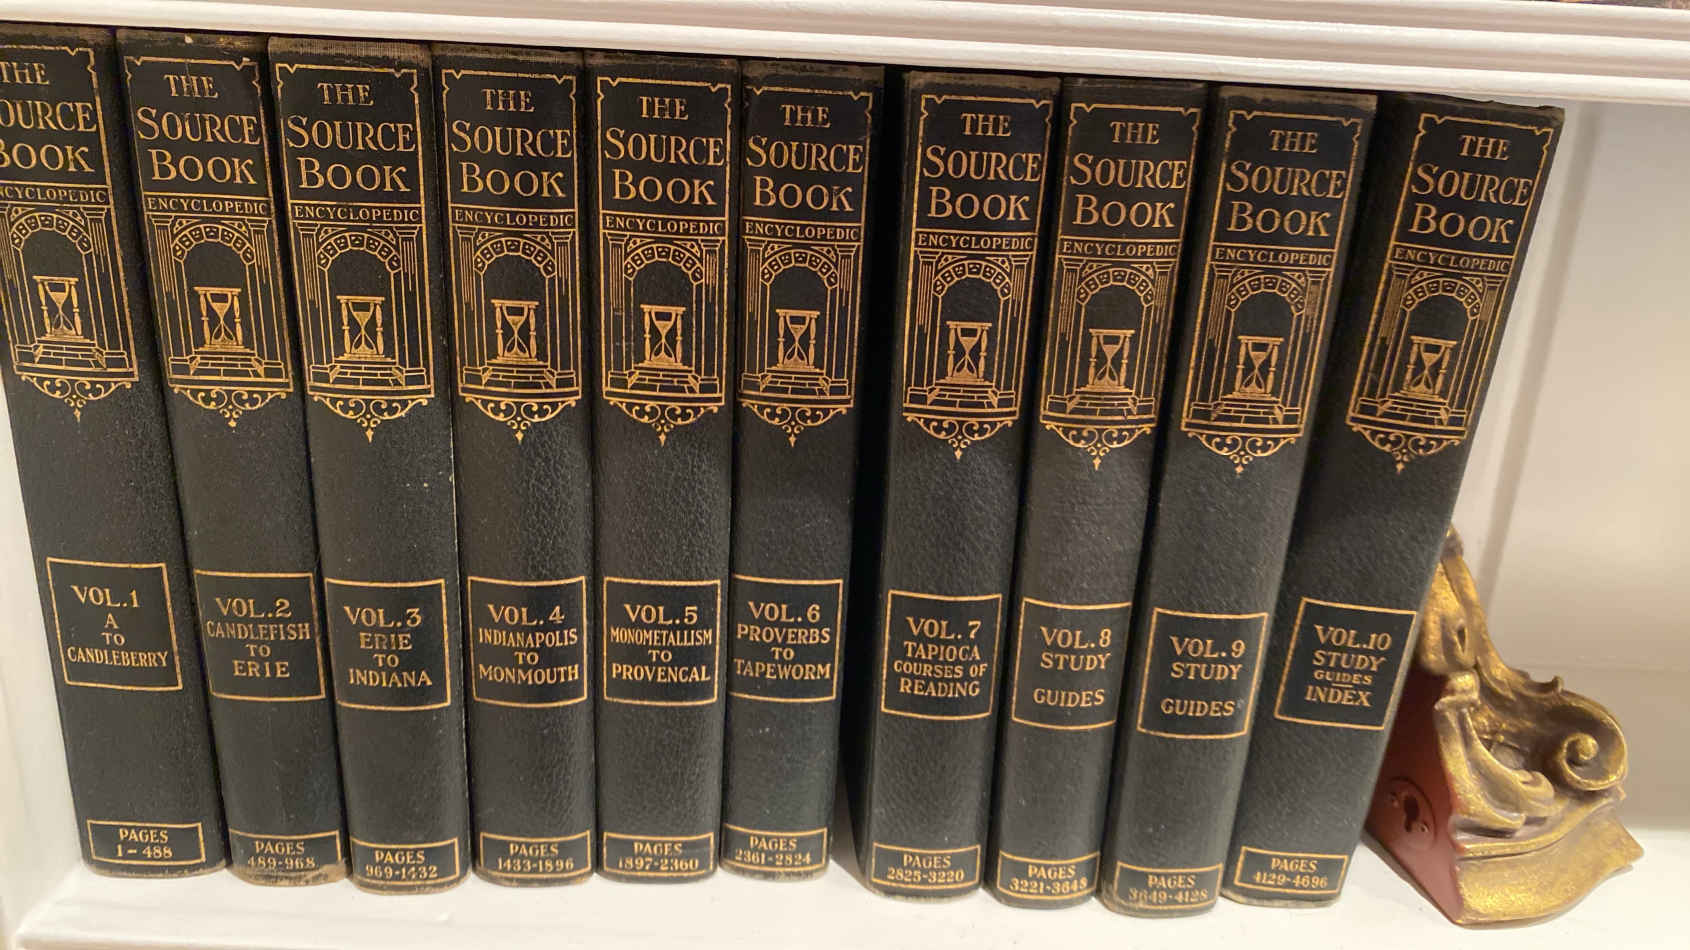 THE
SOURCE
BOOK
ENCYCLOPEDIC
VOL.1
A
TO
CANDLEBERRY
PAGES
1-488
THE
SOURCE
BOOK
ENCYCLOPEDIC
VOL.2
CANDLEFISH
TO
ERIE
PAGES
489-968
THE
SOURCE
BOOK
ENCYCLOPEDIC
VOL.3
ERIE
TO
INDIANA
PAGES
969-1432
THE
SOURCE
BOOK
ENCYCLOPEDIC
VOL.4
INDIANAPOLIS
TO
MONMOUTH
PAGES
1433-1896
THE
SOURCE
BOOK
ENCYCLOPEDIC
VOL.5
MONOMETALLISM
TO
PROVENCAL
PAGES
1897-2360
THE
SOURCE
BOOK
ENCYCLOPEDIC
VOL.6
PROVERBS
TO
TAPEWORM
PAGES
2361-2824
THE
SOURCE
BOOK
ENCYCLOPEDIC
VOL.7
TAPIOCA
COURSES OF
READING
PAGES
2825-3220
THE
SOURCE
BOOK
ENCYCLOPEDIC
VOL.8
STUDY
GUIDES
PAGES
3221-3648
THE
SOURCE
BOOK
ENCYCLOPEDIC
VOL.9
STUDY
GUIDES
PAGES
3649-4128
THE
SOURCE
BOOK
ENCYCLOPEDIC
VOL.10
STUDY
GUIDES
INDEX
PAGES
4129-4696